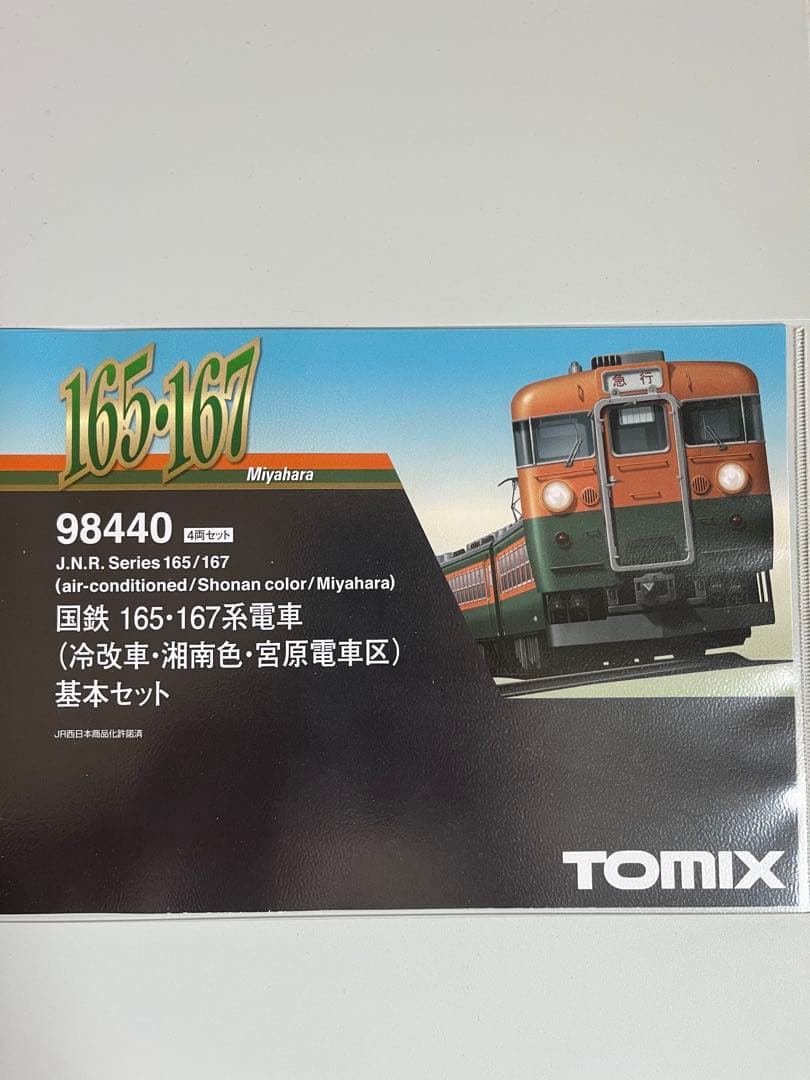 165・167
Miyahara
急行
98440 4両セット
J.N.R. Series 165/167
(air-conditioned/Shonan color/Miyahara)
国鉄 165・167系電車
(冷改車・湘南色・宮原電車区)
基本セット
JR西日本商品化許諾済
TOMIX